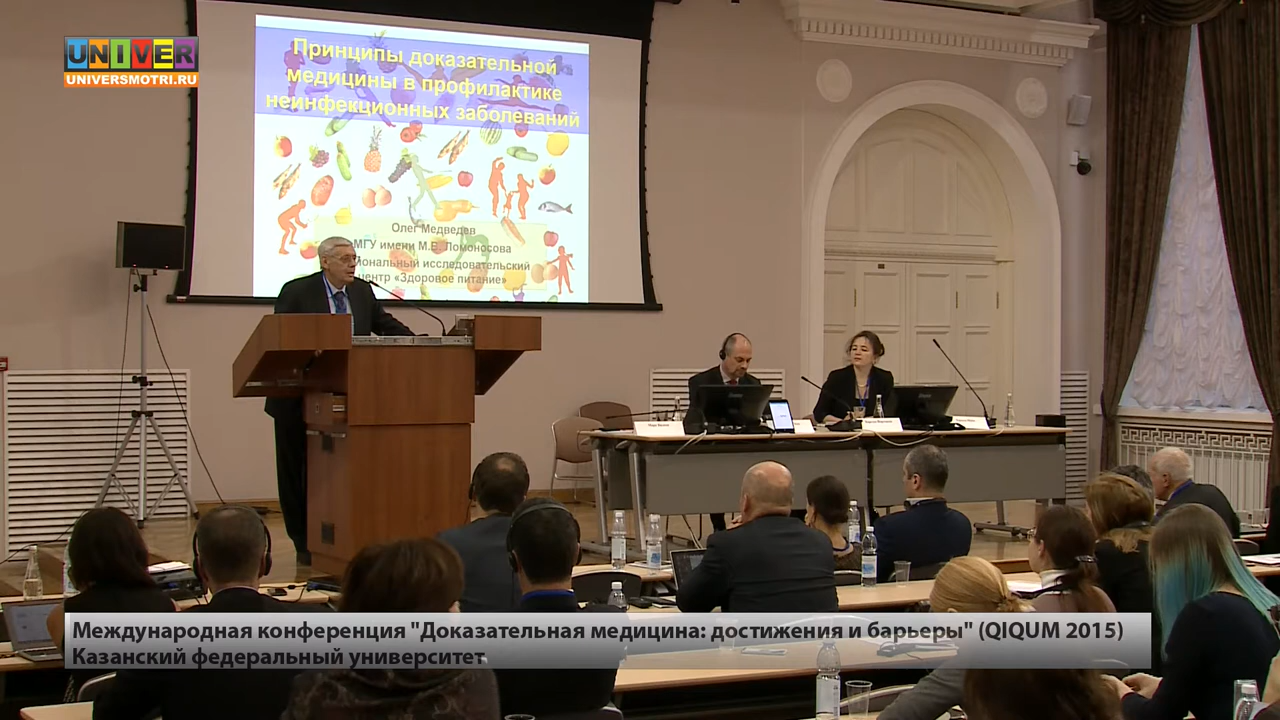 UNIVER
UNIVERSMOTRI.RU
Принципы доказательной
медицины в профилактике
неинфекционных заболеваний
Олег Медведев
МГУ имени М.В. Ломоносова
иональный исследовательский
центр «Здоровое питание»
Международная конференция "Доказательная медицина: достижения и барьеры" (QIQUM 2015)
Казанский федеральный университет